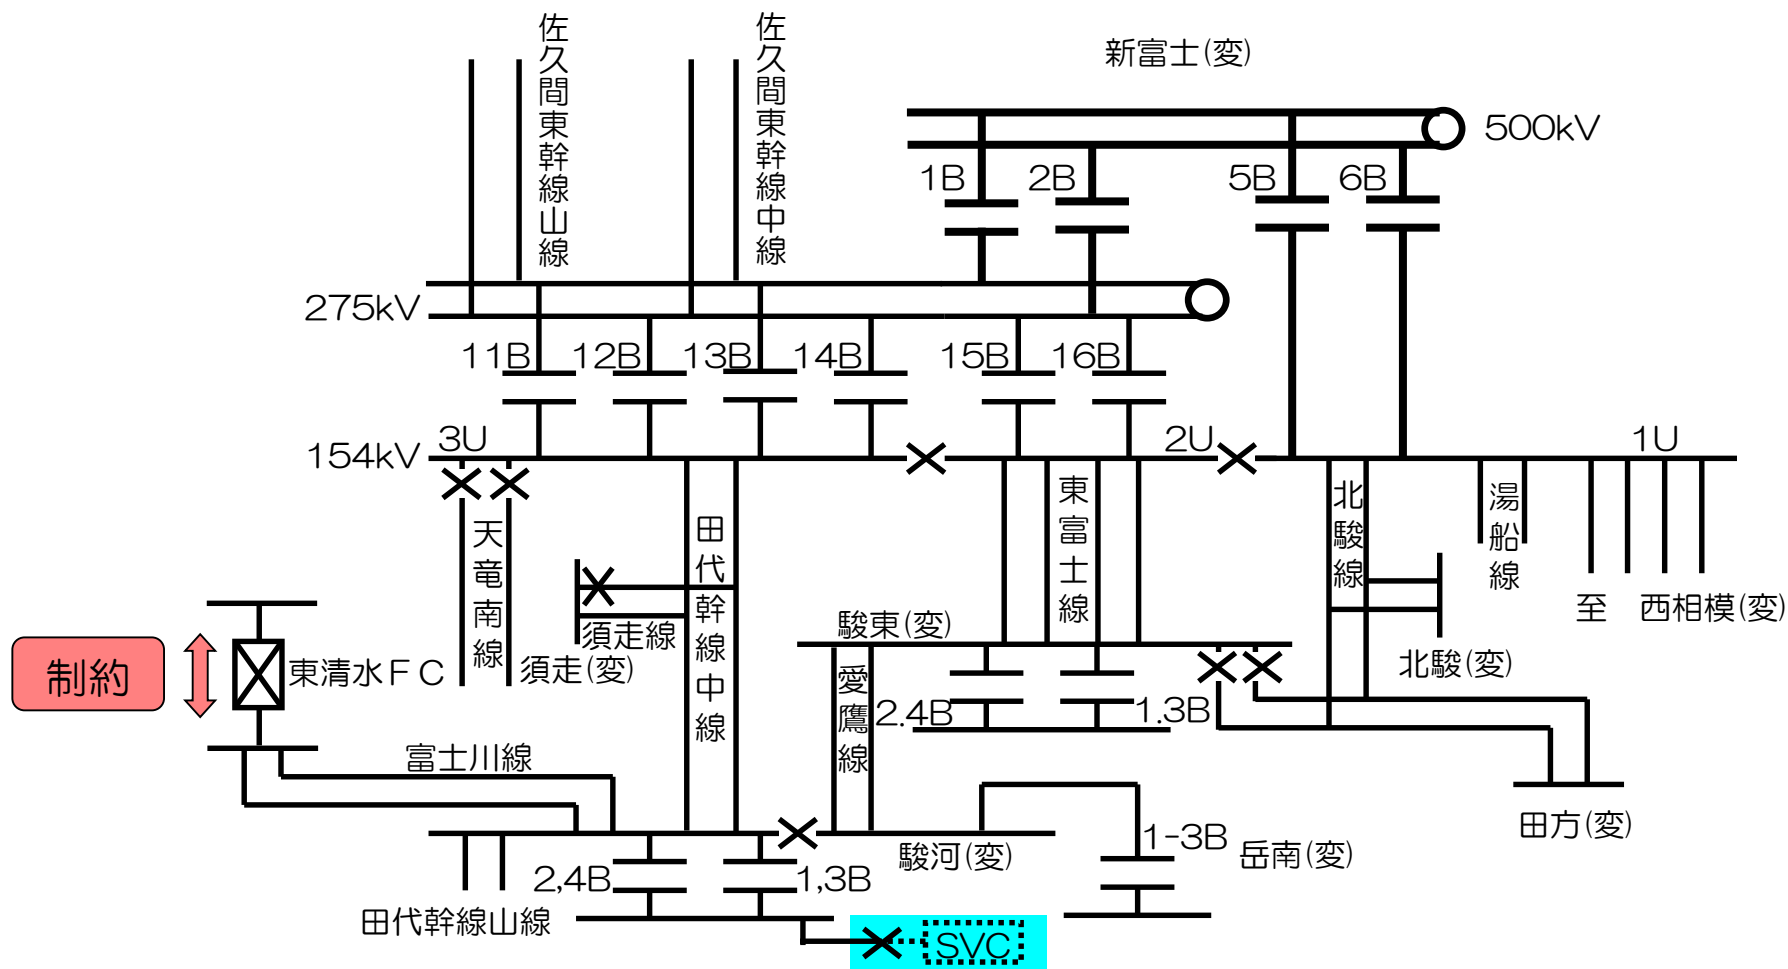 佐久間東幹線山線
佐久間東幹線中線
新富士(変)
500kV
1B
2B
5B
6B
275kV
11B
12B
13B
14B
15B
16B
154kV
3U
2U
1U
天竜南線
田代幹線中線
東富士線
北駿線
湯船線
至 西相模(変)
須走線
須走(変)
駿東(変)
北駿(変)
制約
東清水FC
愛鷹線
2.4B
1.3B
富士川線
田方(変)
1-3B
岳南(変)
駿河(変)
2,4B
1,3B
田代幹線山線
SVC